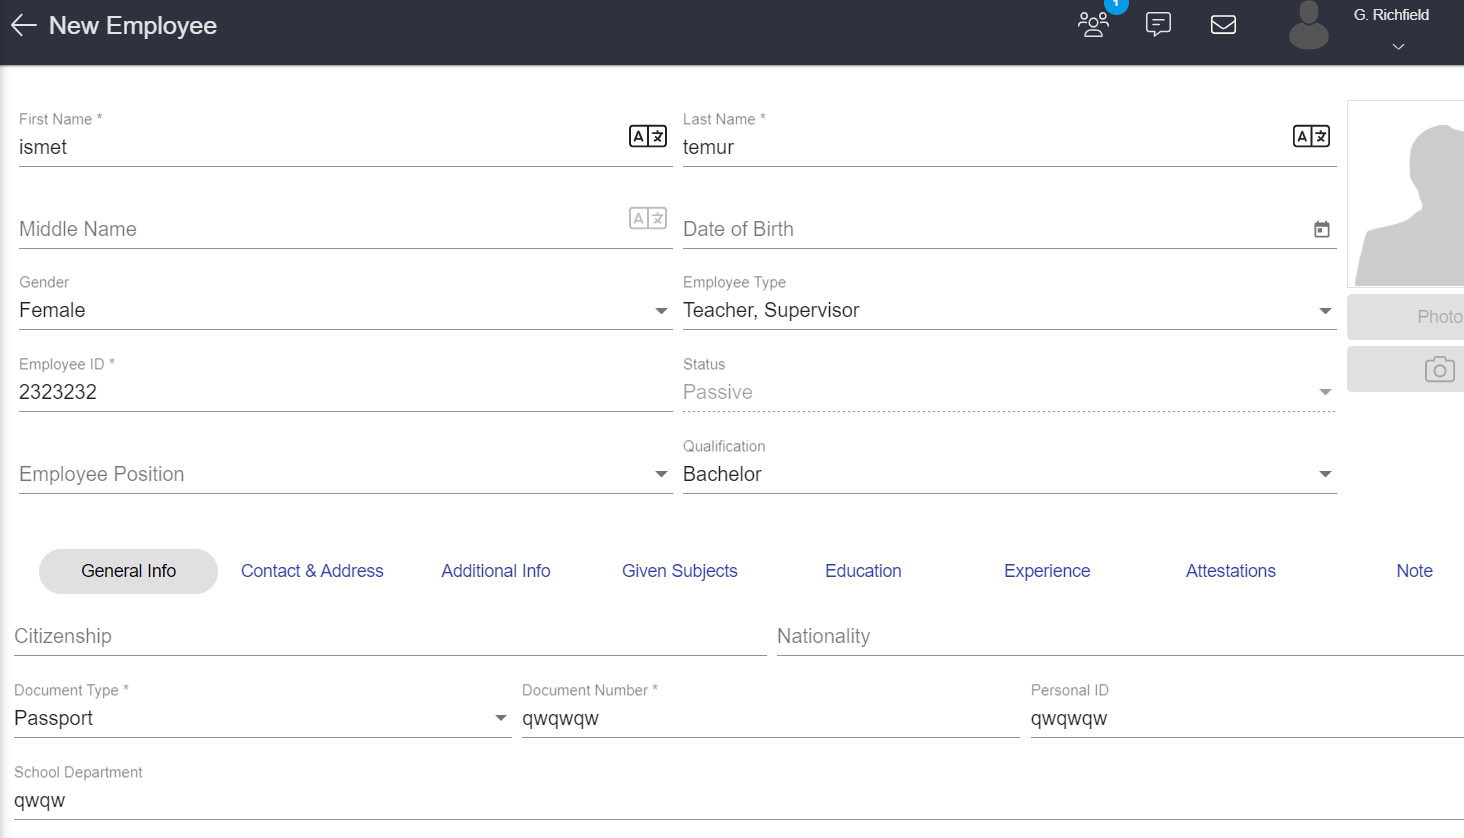 New Employee
1
G. Richfield
First Name *
ismet
Last Name *
temur
Middle Name
Date of Birth
Gender
Female
Employee Type
Teacher, Supervisor
Photo
Employee ID *
2323232
Status
Passive
Employee Position
Qualification
Bachelor
General Info
Contact & Address
Additional Info
Given Subjects
Education
Experience
Attestations
Note
Citizenship
Nationality
Document Type *
Passport
Document Number *
qwqwqw
Personal ID
qwqwqw
School Department
qwqw